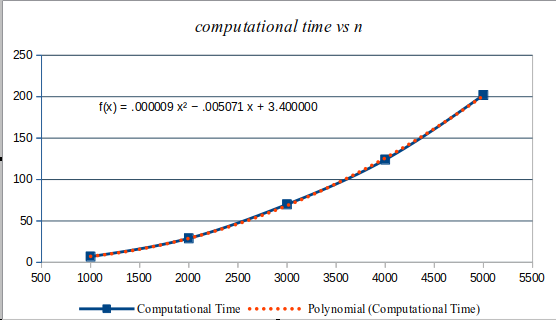 computational time vs n
250
f(x) = .000009 x² − .005071 x + 3.400000
200
150
100
50
0
500 1000 1500 2000 2500 3000 3500 4000 4500 5000 5500
Computational Time Polynomial (Computational Time)